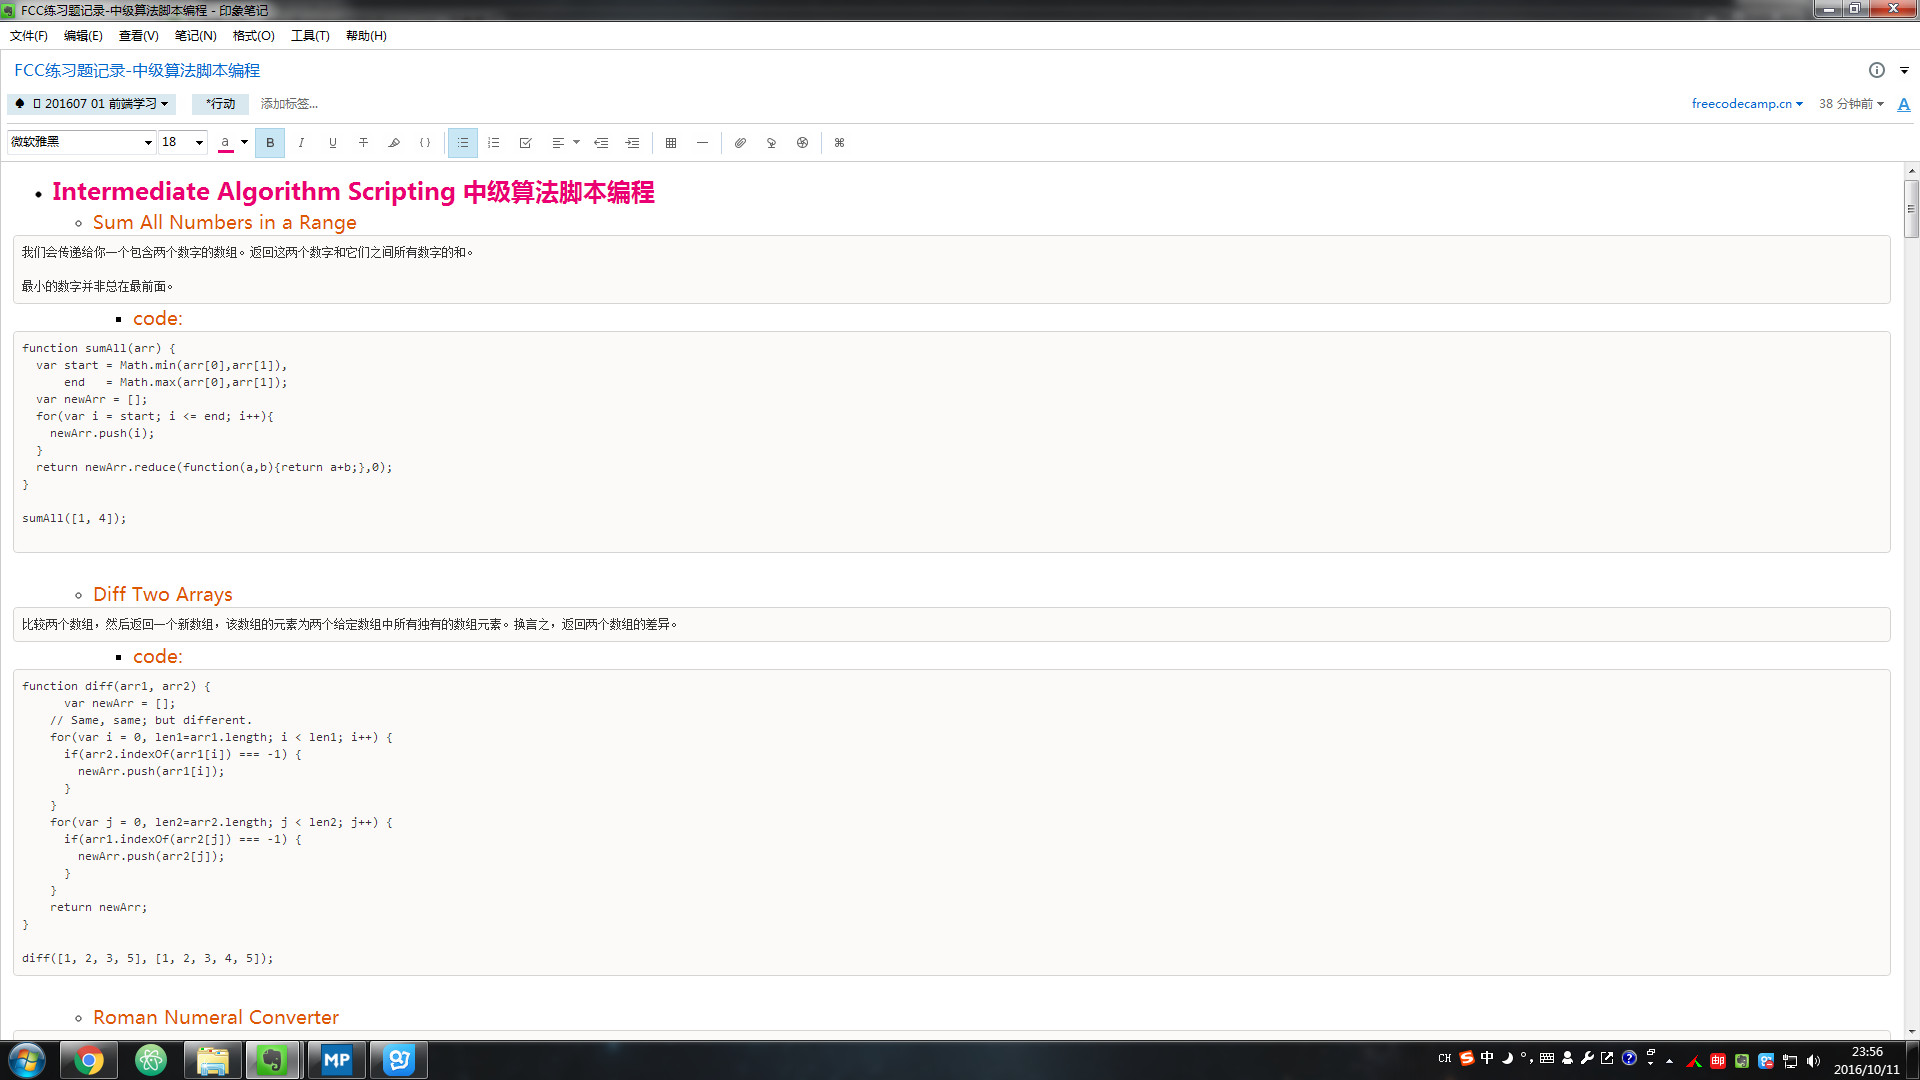 FCC练习题记录-中级算法脚本编程 - 印象笔记
文件(F) 编辑(E) 查看(V) 笔记(N) 格式(O) 工具(T) 帮助(H)
FCC练习题记录-中级算法脚本编程
201607 01 前端学习 *行动 添加标签... freecodecamp.cn 38 分钟前 A
微软雅黑 18 a B I U T { }
Intermediate Algorithm Scripting 中级算法脚本编程
Sum All Numbers in a Range
我们会传递给你一个包含两个数字的数组。返回这两个数字和它们之间所有数字的和。
最小的数字并非总在最前面。
code:
function sumAll(arr) {
  var start = Math.min(arr[0],arr[1]),
      end   = Math.max(arr[0],arr[1]);
  var newArr = [];
  for(var i = start; i <= end; i++){
    newArr.push(i);
  }
  return newArr.reduce(function(a,b){return a+b;},0);
}
sumAll([1, 4]);
Diff Two Arrays
比较两个数组，然后返回一个新数组，该数组的元素为两个给定数组中所有独有的数组元素。换言之，返回两个数组的差异。
code:
function diff(arr1, arr2) {
      var newArr = [];
    // Same, same; but different.
    for(var i = 0, len1=arr1.length; i < len1; i++) {
      if(arr2.indexOf(arr1[i]) === -1) {
        newArr.push(arr1[i]);
      }
    }
    for(var j = 0, len2=arr2.length; j < len2; j++) {
      if(arr1.indexOf(arr2[j]) === -1) {
        newArr.push(arr2[j]);
      }
    }
    return newArr;
}
diff([1, 2, 3, 5], [1, 2, 3, 4, 5]);
Roman Numeral Converter
MP
CH 中 23:56
2016/10/11